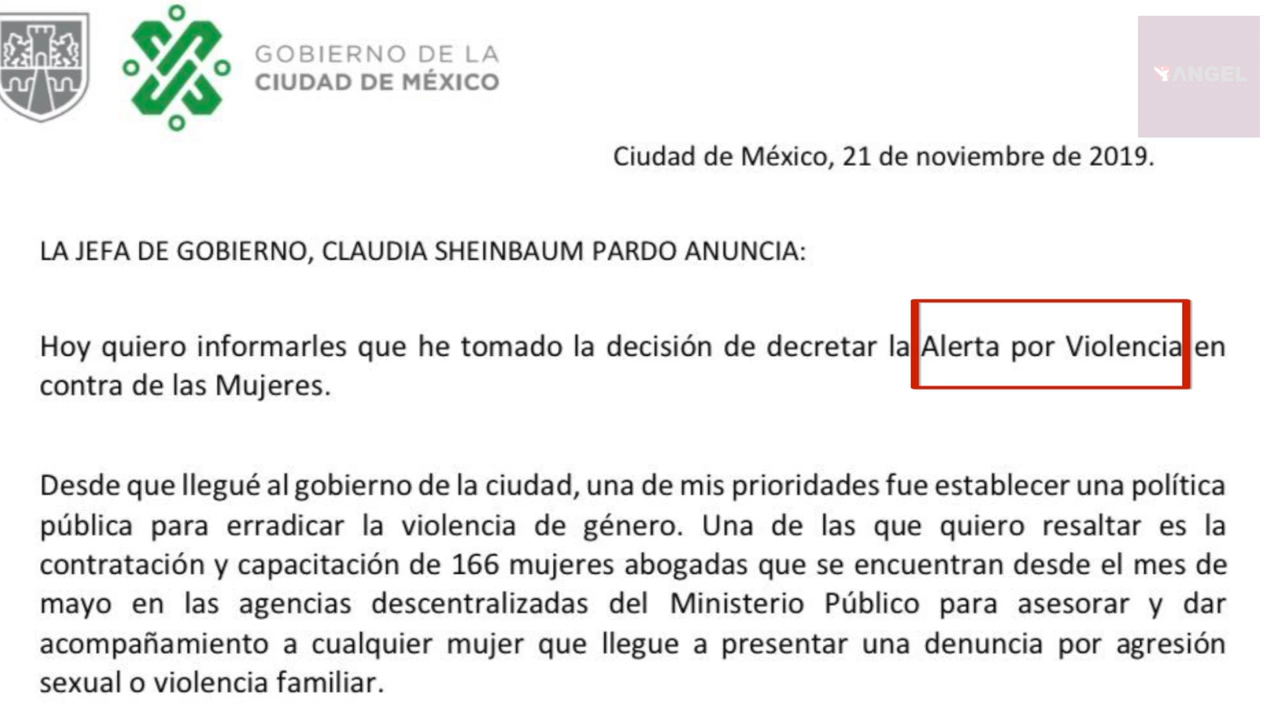 GOBIERNO DE LA
CIUDAD DE MÉXICO
ANGEL
Ciudad de México, 21 de noviembre de 2019.
LA JEFA DE GOBIERNO, CLAUDIA SHEINBAUM PARDO ANUNCIA:
Hoy quiero informarles que he tomado la decisión de decretar la Alerta por Violencia en
contra de las Mujeres.
Desde que llegué al gobierno de la ciudad, una de mis prioridades fue establecer una política
pública para erradicar la violencia de género. Una de las que quiero resaltar es la
contratación y capacitación de 166 mujeres abogadas que se encuentran desde el mes de
mayo en las agencias descentralizadas del Ministerio Público para asesorar y dar
acompañamiento a cualquier mujer que llegue a presentar una denuncia por agresión
sexual o violencia familiar.